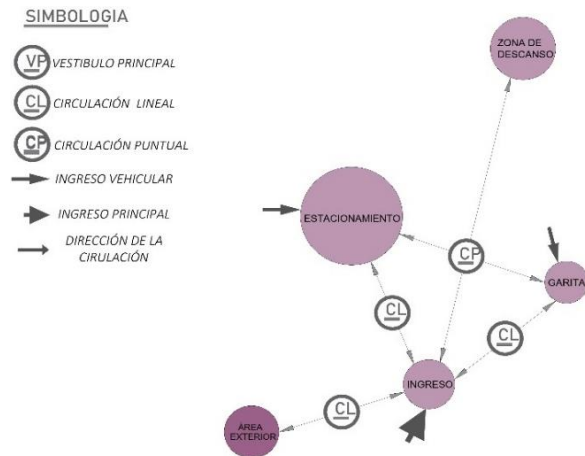 SIMBOLOGIA
VP VESTIBULO PRINCIPAL
CL CIRCULACIÓN LINEAL
CP CIRCULACIÓN PUNTUAL
INGRESO VEHICULAR
INGRESO PRINCIPAL
DIRECCIÓN DE LA
CIRULACIÓN
ZONA DE
DESCANSO
ESTACIONAMIENTO
CP
GARITA
CL
CL
INGRESO
CL
ÁREA
EXTERIOR